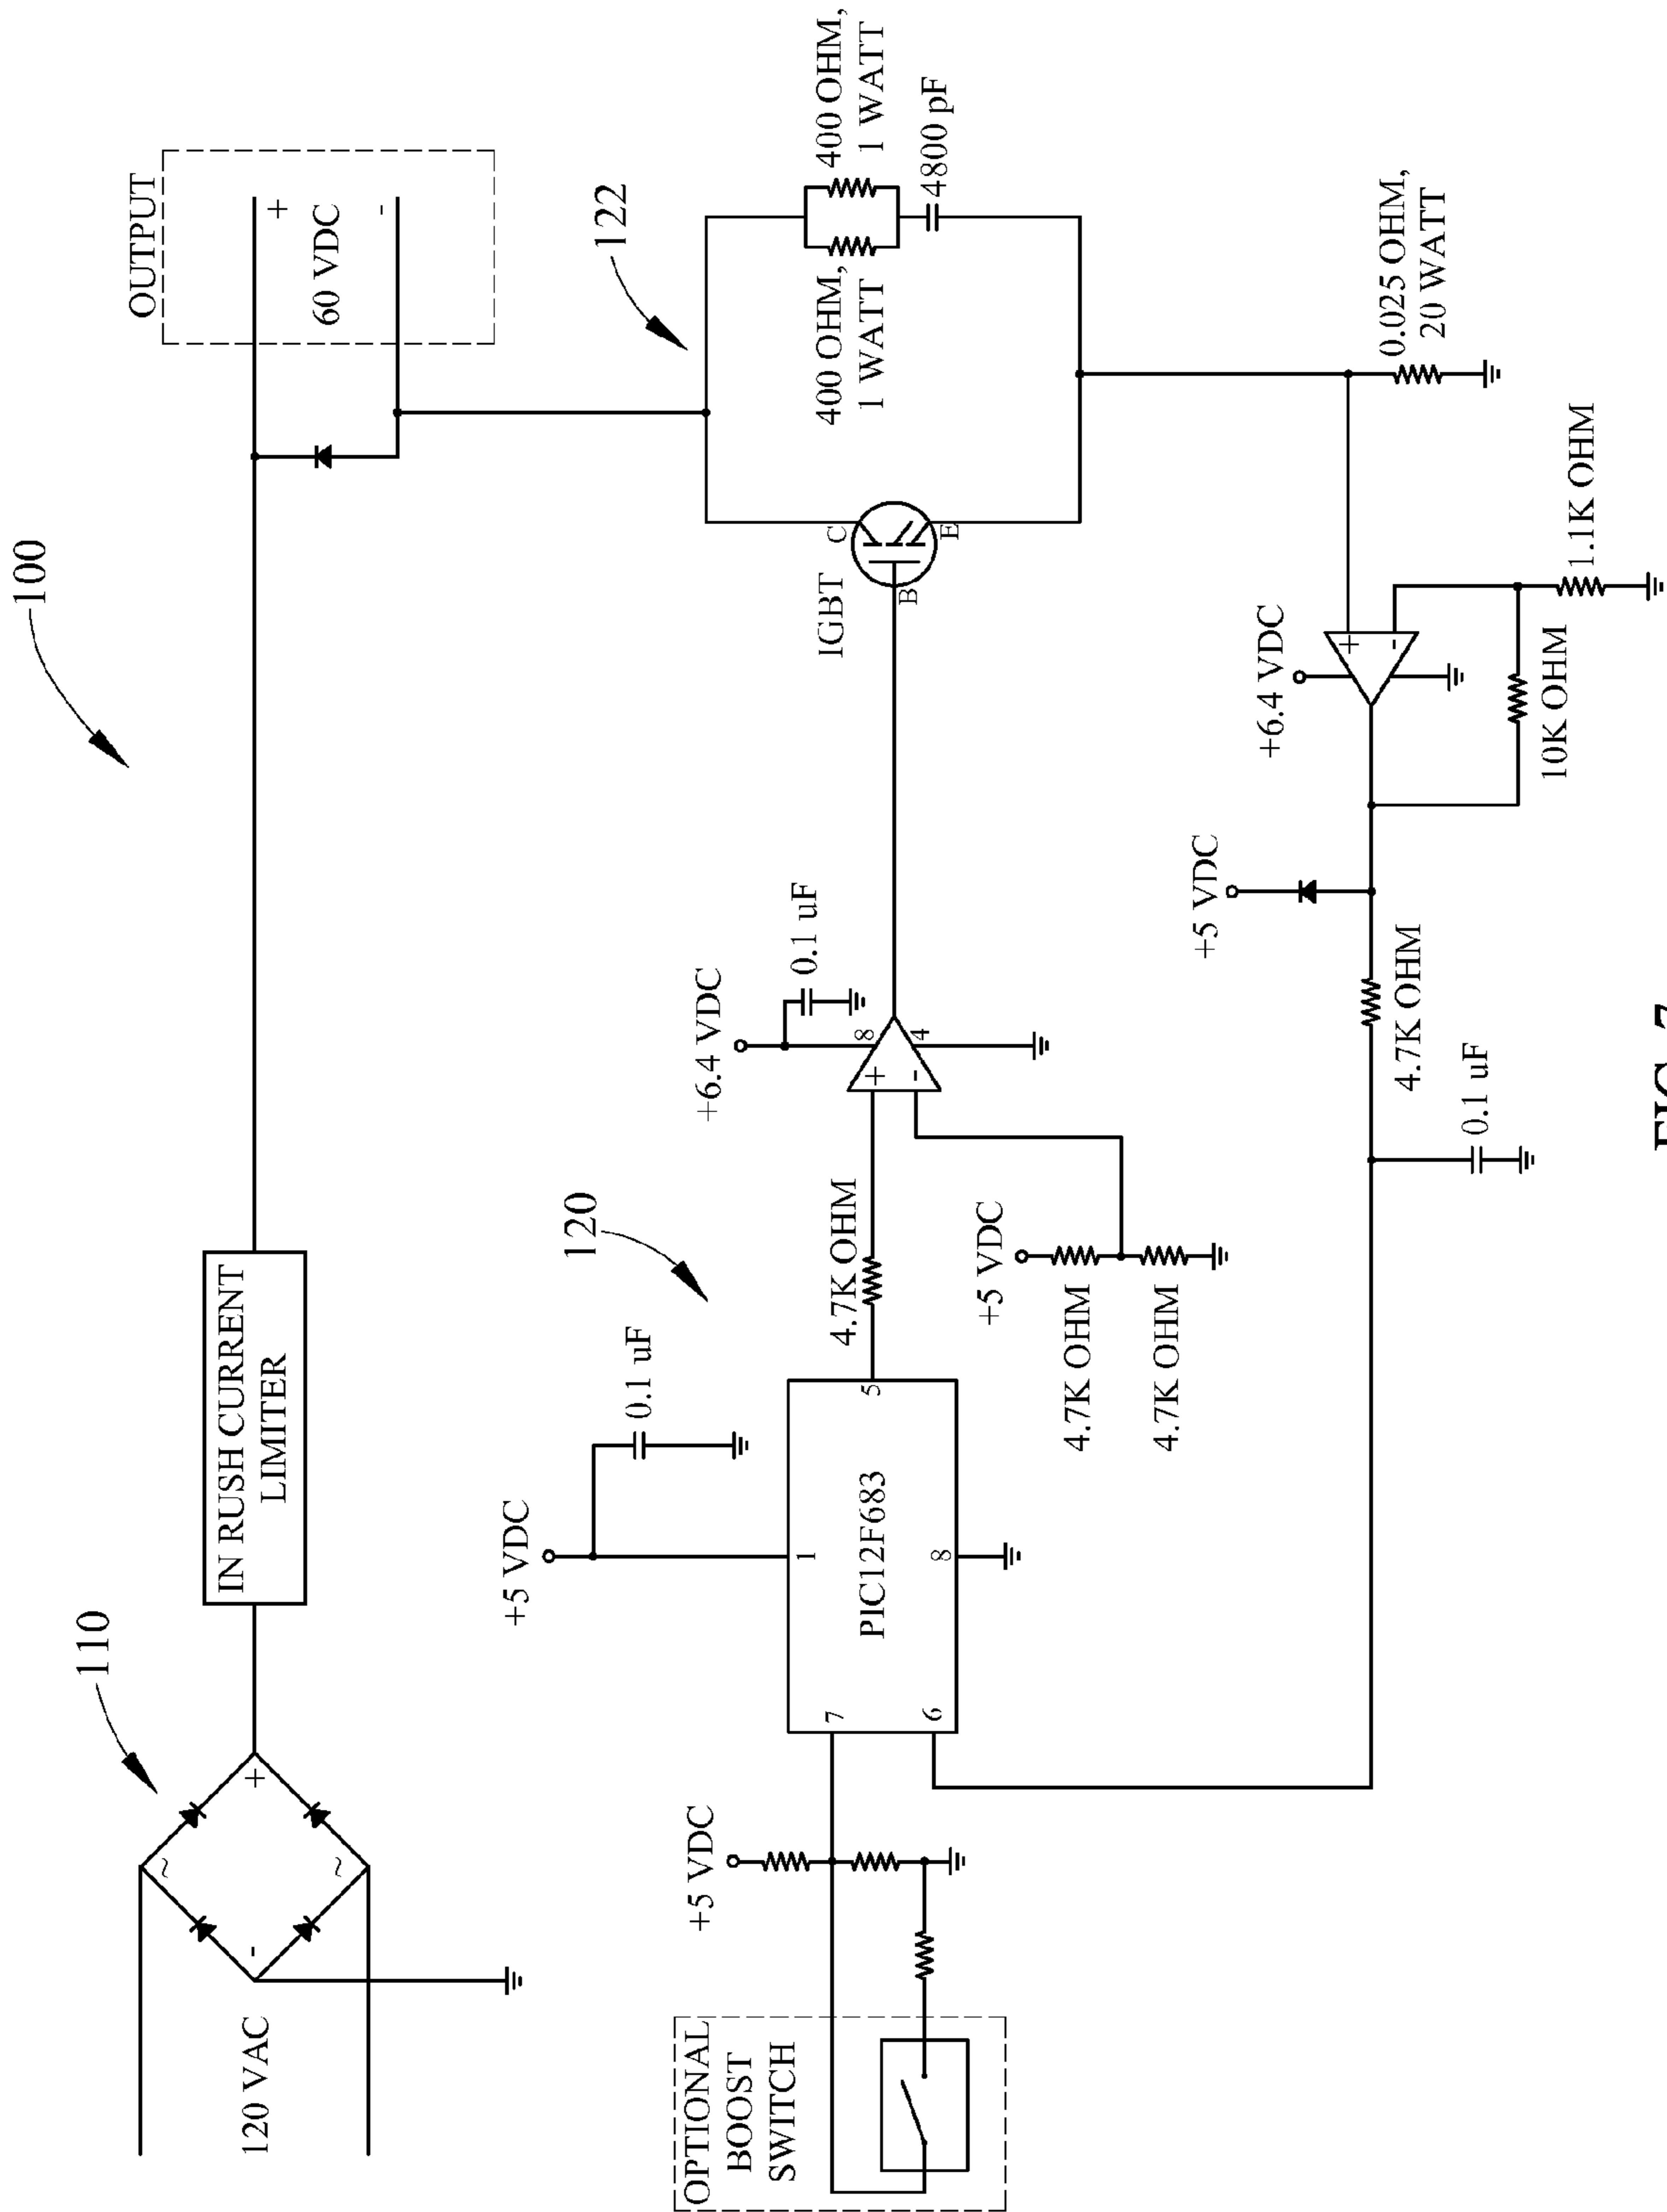 100
110
120 VAC
~
~
+
-
IN RUSH CURRENT
LIMITER
OUTPUT
+
60 VDC
-
122
400 OHM,
1 WATT
400 OHM,
1 WATT
4800 pF
IGBT
C
B
E
120
+5 VDC
0.1 uF
1
PIC12F683
5
7
6
8
4.7K OHM
+6.4 VDC
0.1 uF
8
+
-
4
+5 VDC
4.7K OHM
4.7K OHM
+5 VDC
OPTIONAL
BOOST
SWITCH
0.025 OHM,
20 WATT
+6.4 VDC
+
-
1.1K OHM
10K OHM
+5 VDC
4.7K OHM
0.1 uF